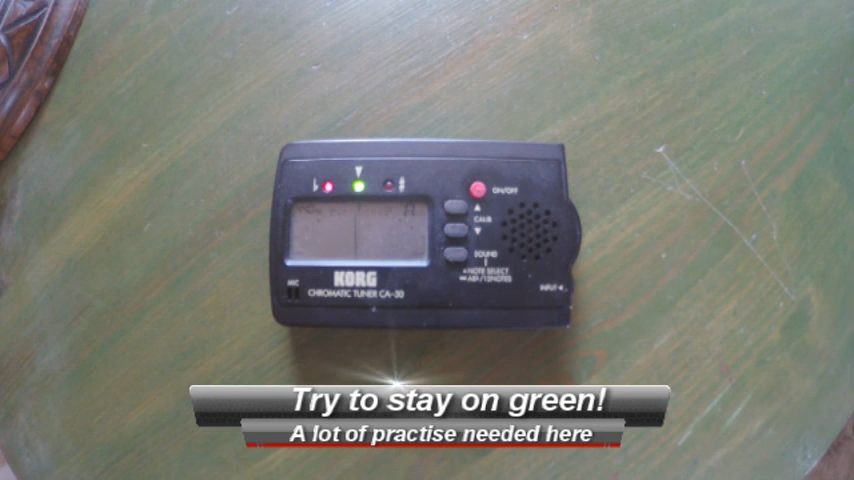 ON/OFF
CALIB
SOUND
NOTE SELECT
KORG
MIC
CHROMATIC TUNER CA-30
INPUT
Try to stay on green!
A lot of practise needed here